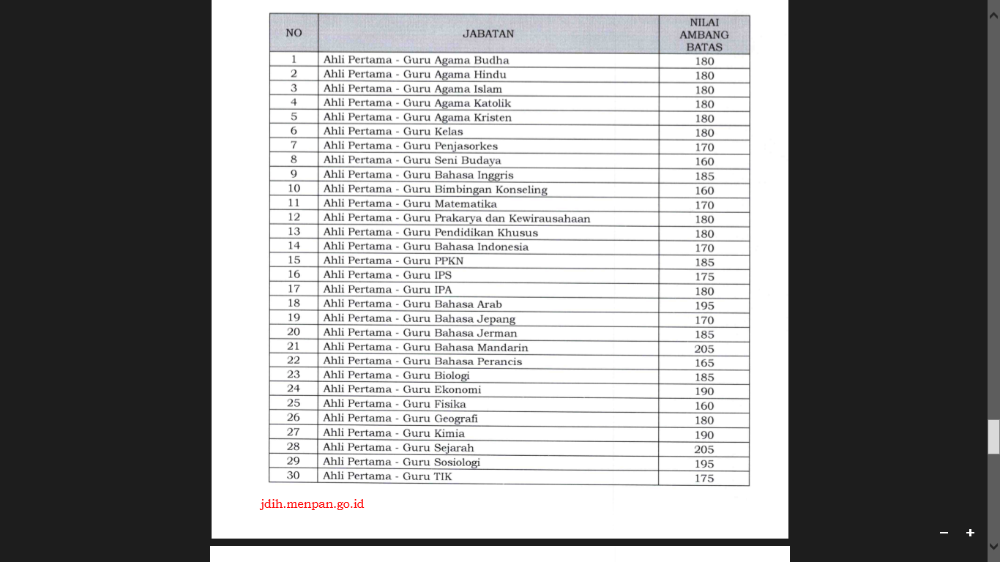 NO JABATAN NILAI AMBANG BATAS
1 Ahli Pertama - Guru Agama Budha 180
2 Ahli Pertama - Guru Agama Hindu 180
3 Ahli Pertama - Guru Agama Islam 180
4 Ahli Pertama - Guru Agama Katolik 180
5 Ahli Pertama - Guru Agama Kristen 180
6 Ahli Pertama - Guru Kelas 180
7 Ahli Pertama - Guru Penjasorkes 170
8 Ahli Pertama - Guru Seni Budaya 160
9 Ahli Pertama - Guru Bahasa Inggris 185
10 Ahli Pertama - Guru Bimbingan Konseling 160
11 Ahli Pertama - Guru Matematika 170
12 Ahli Pertama - Guru Prakarya dan Kewirausahaan 180
13 Ahli Pertama - Guru Pendidikan Khusus 180
14 Ahli Pertama - Guru Bahasa Indonesia 170
15 Ahli Pertama - Guru PPKN 185
16 Ahli Pertama - Guru IPS 175
17 Ahli Pertama - Guru IPA 180
18 Ahli Pertama - Guru Bahasa Arab 195
19 Ahli Pertama - Guru Bahasa Jepang 170
20 Ahli Pertama - Guru Bahasa Jerman 185
21 Ahli Pertama - Guru Bahasa Mandarin 205
22 Ahli Pertama - Guru Bahasa Perancis 165
23 Ahli Pertama - Guru Biologi 185
24 Ahli Pertama - Guru Ekonomi 190
25 Ahli Pertama - Guru Fisika 160
26 Ahli Pertama - Guru Geografi 180
27 Ahli Pertama - Guru Kimia 190
28 Ahli Pertama - Guru Sejarah 205
29 Ahli Pertama - Guru Sosiologi 195
30 Ahli Pertama - Guru TIK 175
jdih.menpan.go.id